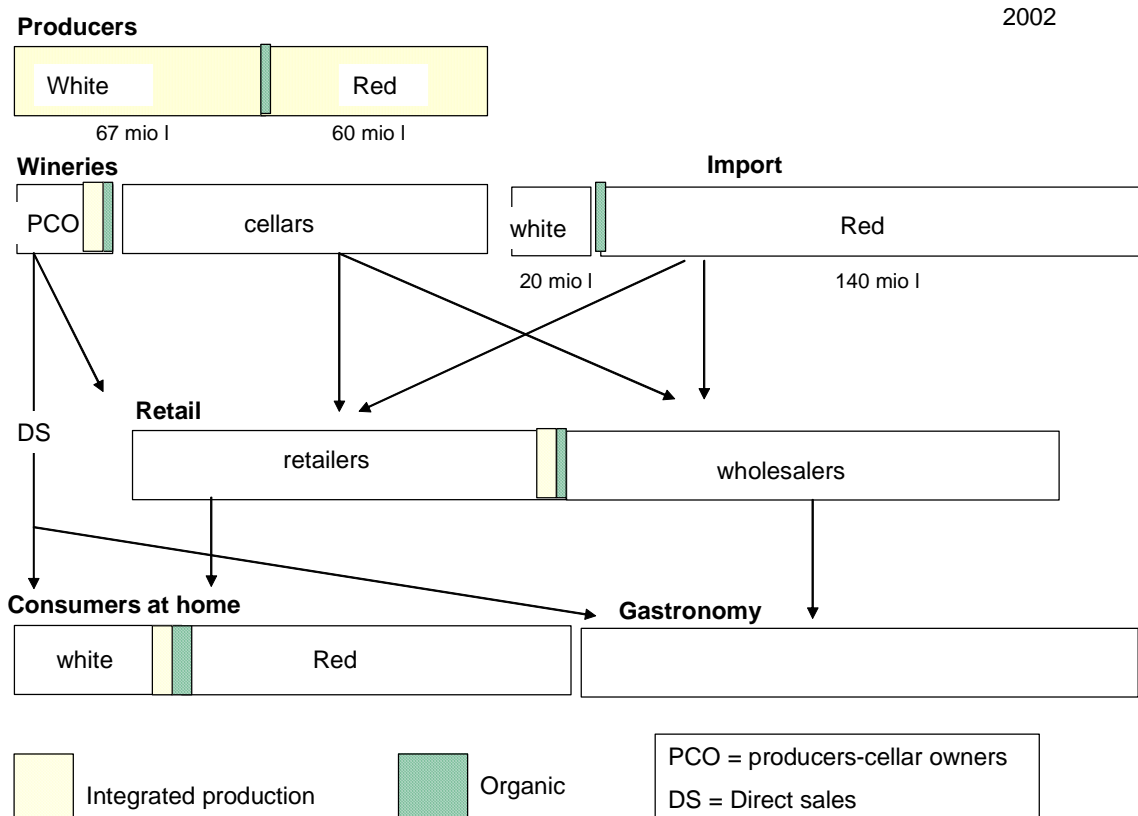 2002
Producers
White Red
67 mio l 60 mio l
Wineries Import
PCO cellars white Red
20 mio l 140 mio l
Retail
DS
retailers wholesalers
Consumers at home Gastronomy
white Red
Integrated production Organic
PCO = producers-cellar owners
DS = Direct sales